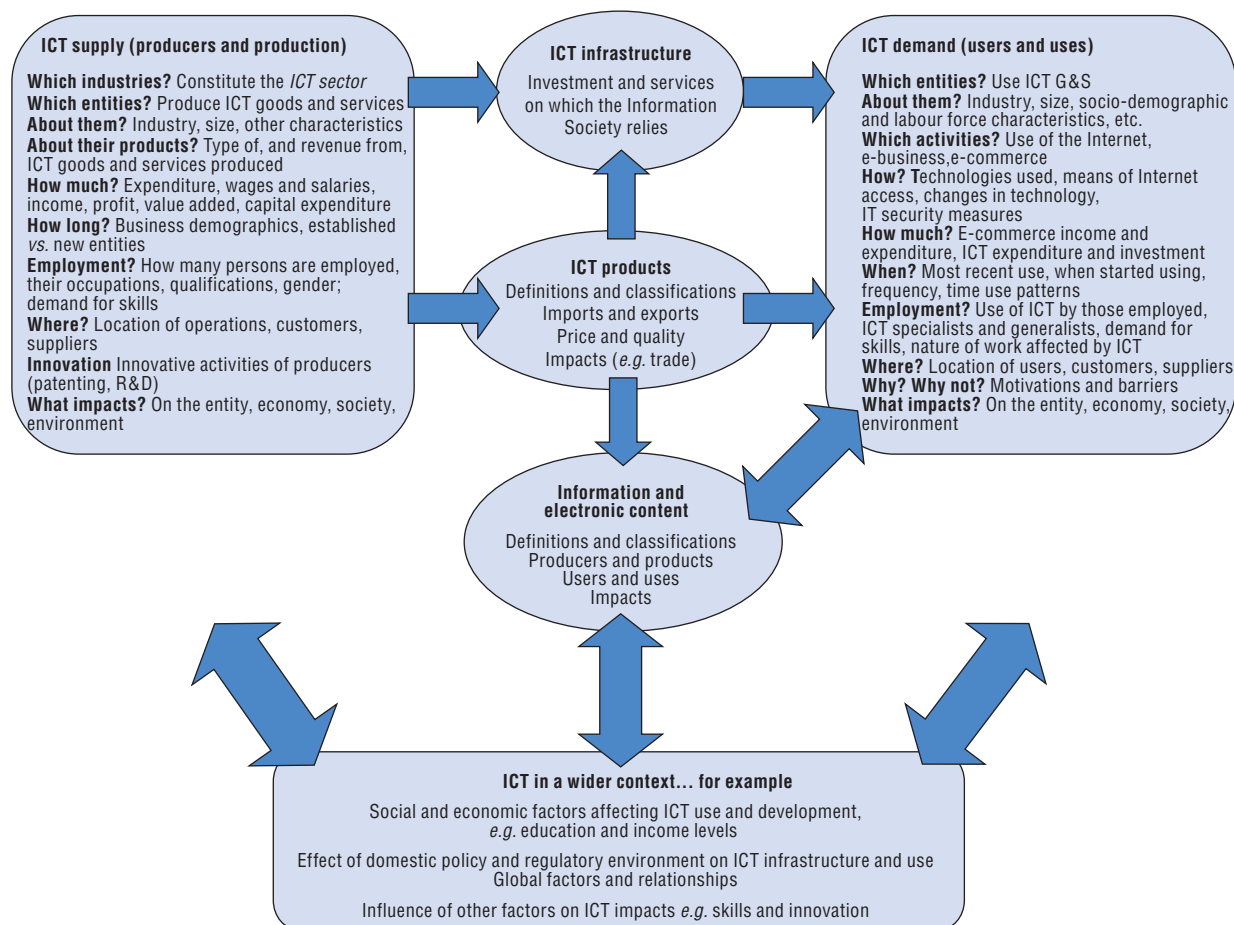 ICT supply (producers and production)
Which industries? Constitute the ICT sector
Which entities? Produce ICT goods and services
About them? Industry, size, other characteristics
About their products? Type of, and revenue from,
ICT goods and services produced
How much? Expenditure, wages and salaries,
income, profit, value added, capital expenditure
How long? Business demographics, established
vs. new entities
Employment? How many persons are employed,
their occupations, qualifications, gender;
demand for skills
Where? Location of operations, customers,
suppliers
Innovation Innovative activities of producers
(patenting, R&D)
What impacts? On the entity, economy, society,
environment
ICT infrastructure
Investment and services
on which the Information
Society relies
ICT products
Definitions and classifications
Imports and exports
Price and quality
Impacts (e.g. trade)
Information and
electronic content
Definitions and classifications
Producers and products
Users and uses
Impacts
ICT demand (users and uses)
Which entities? Use ICT G&S
About them? Industry, size, socio-demographic
and labour force characteristics, etc.
Which activities? Use of the Internet,
e-business,e-commerce
How? Technologies used, means of Internet
access, changes in technology,
IT security measures
How much? E-commerce income and
expenditure, ICT expenditure and investment
When? Most recent use, when started using,
frequency, time use patterns
Employment? Use of ICT by those employed,
ICT specialists and generalists, demand for
skills, nature of work affected by ICT
Where? Location of users, customers, suppliers
Why? Why not? Motivations and barriers
What impacts? On the entity, economy, society,
environment
ICT in a wider context... for example
Social and economic factors affecting ICT use and development,
e.g. education and income levels
Effect of domestic policy and regulatory environment on ICT infrastructure and use
Global factors and relationships
Influence of other factors on ICT impacts e.g. skills and innovation